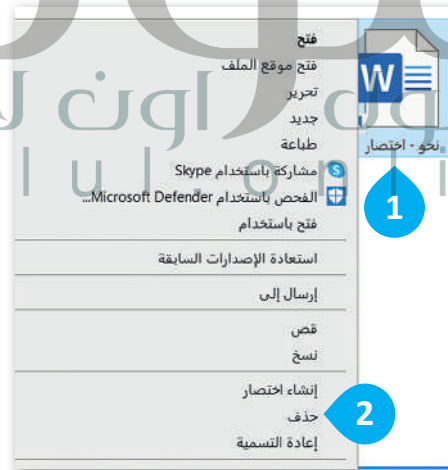 فتح
فتح موقع الملف
تحرير
جديد
طباعة
مشاركة باستخدام Skype
الفحص باستخدام Microsoft Defender...
فتح باستخدام
استعادة الإصدارات السابقة
إرسال إلى
قص
نسخ
إنشاء اختصار
حذف
إعادة التسمية
W
نحو - اختصار
1
2